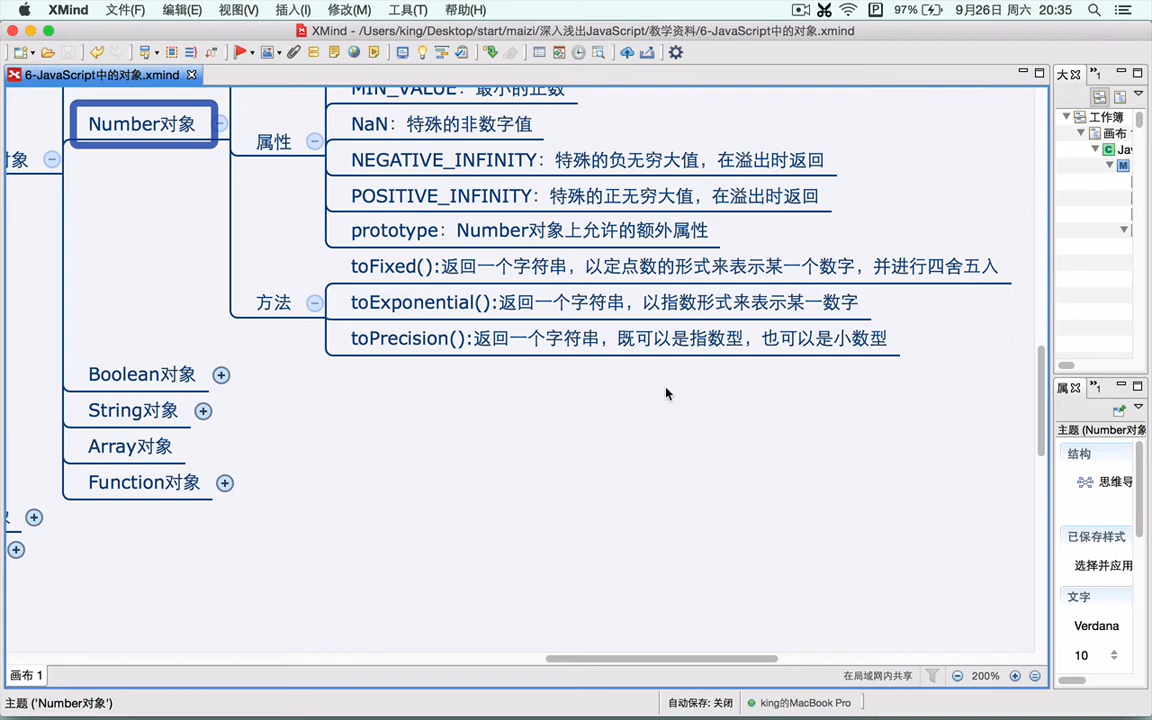 XMind 文件(F) 编辑(E) 视图(V) 插入(I) 修改(M) 工具(T) 帮助(H) 97% 9月26日 周六 20:35
XMind - /Users/king/Desktop/start/maizi/深入浅出JavaScript/教学资料/6-JavaScript中的对象.xmind
6-JavaScript中的对象.xmind
MIN_VALUE：最小的正数
Number对象
属性
NaN：特殊的非数字值
对象
NEGATIVE_INFINITY：特殊的负无穷大值，在溢出时返回
POSITIVE_INFINITY：特殊的正无穷大值，在溢出时返回
prototype：Number对象上允许的额外属性
toFixed():返回一个字符串，以定点数的形式来表示某一个数字，并进行四舍五入
方法
toExponential():返回一个字符串，以指数形式来表示某一数字
toPrecision():返回一个字符串，既可以是指数型，也可以是小数型
Boolean对象
String对象
Array对象
Function对象
大
1
工作簿
画布
Jav
M
属
1
主题 (Number对象
结构
思维导
已保存样式
选择并应用
文字
Verdana
10
画布 1
在局域网内共享
200%
主题 ('Number对象')
自动保存: 关闭
king的MacBook Pro